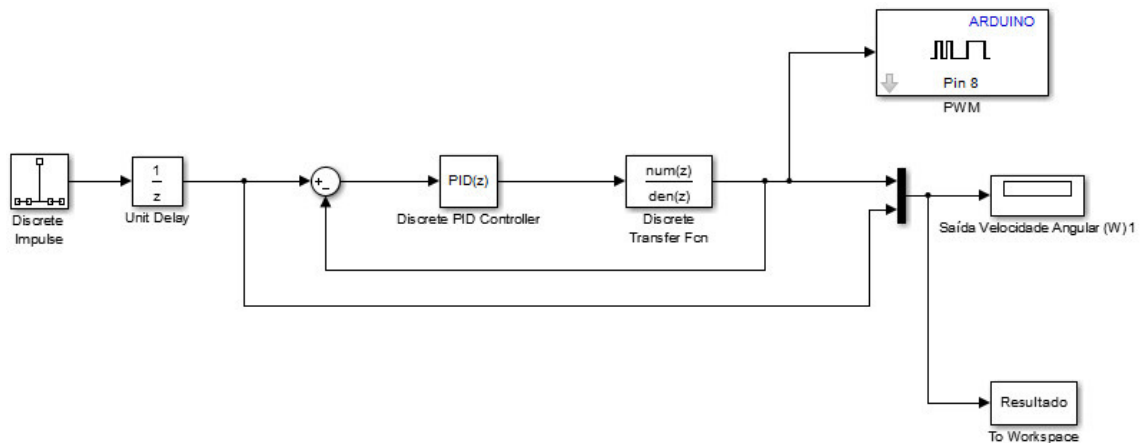 ARDUINO
Pin 8
PWM
Discrete
Impulse
1
z
Unit Delay
+
−
PID(z)
Discrete PID Controller
num(z)
den(z)
Discrete
Transfer Fcn
Saída Velocidade Angular (W)1
Resultado
To Workspace